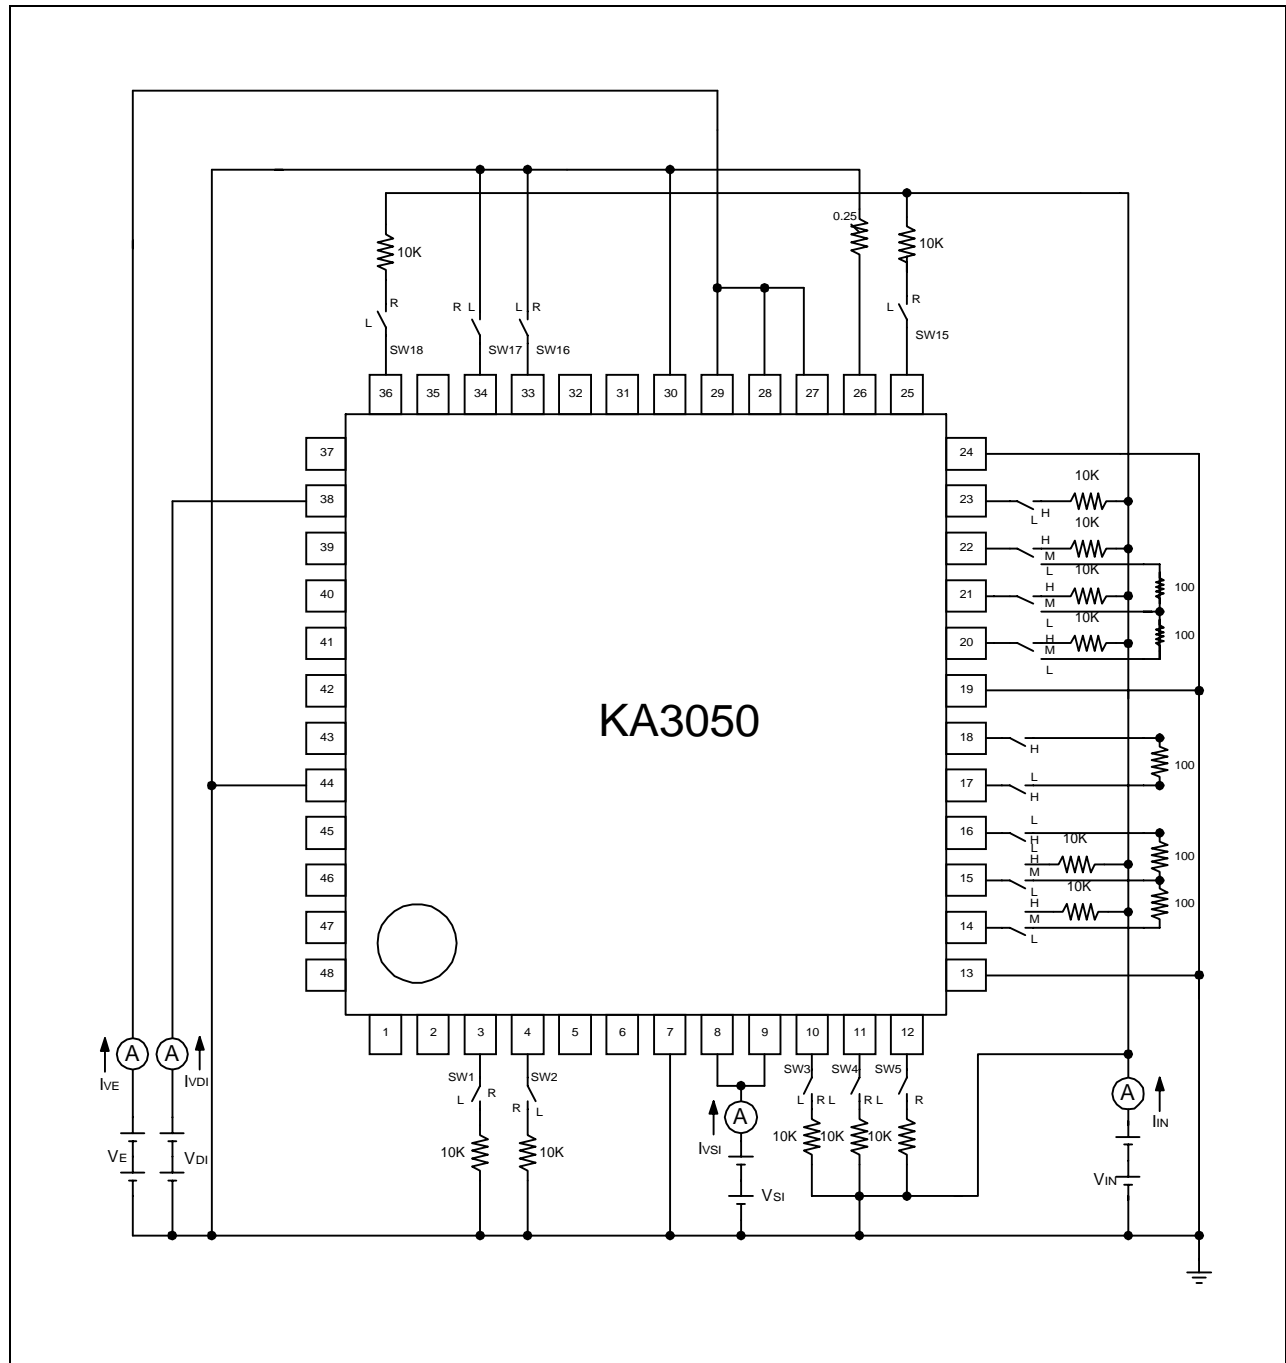 0.25
10K
10K
R
L
SW18
R L
SW17
L R
SW16
R
L
SW15
36 35 34 33 32 31 30 29 28 27 26 25
37
38
39
40
41
42
43
44
45
46
47
48
24
23
22
21
20
19
18
17
16
15
14
13
10K
L H
10K
H
M
L
10K
H
M
L
10K
H
M
L
100
100
H
L
H
100
L
H
L
H
10K
M
L
10K
H
M
L
100
100
KA3050
1 2 3 4 5 6 7 8 9 10 11 12
SW1
L R
10K
SW2
R L
10K
SW3
L R
10K
SW4
L R
10K
SW5
L R
10K
A
IVE
VE
A
IVDI
VDI
A
IVSI
VSI
A
IIN
VIN